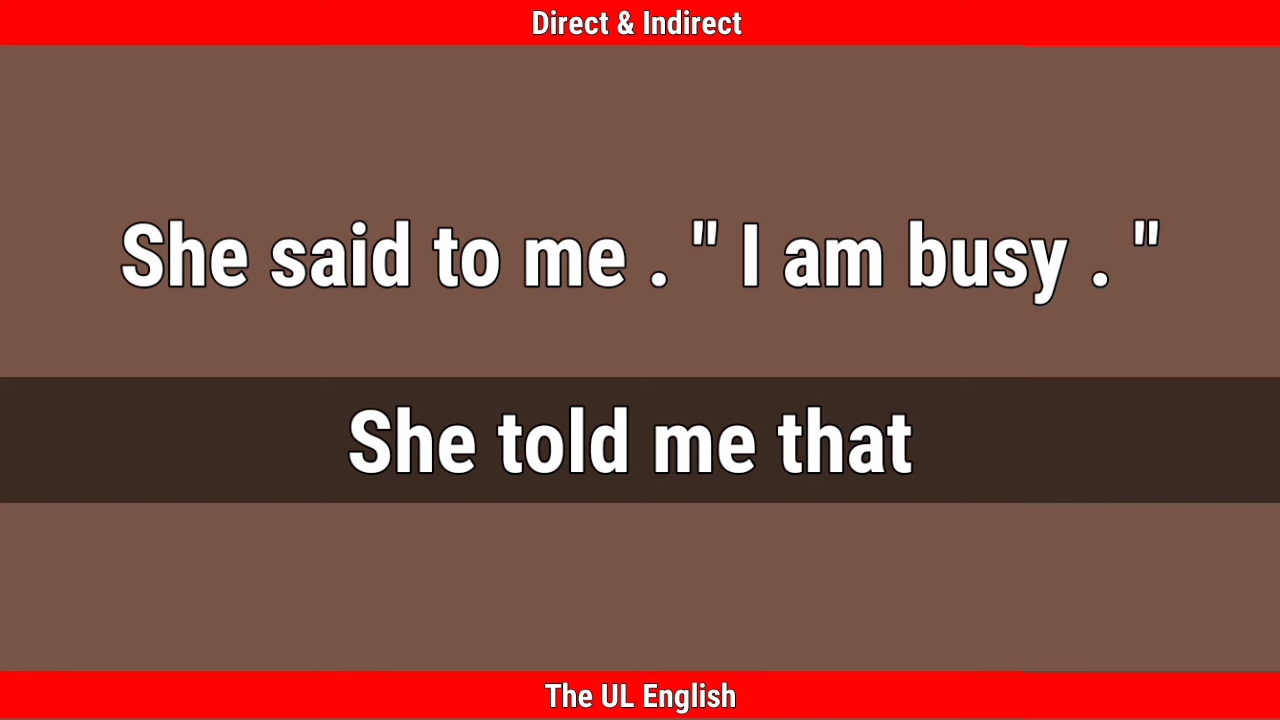 Direct & Indirect
She said to me . " I am busy . "
She told me that
The UL English